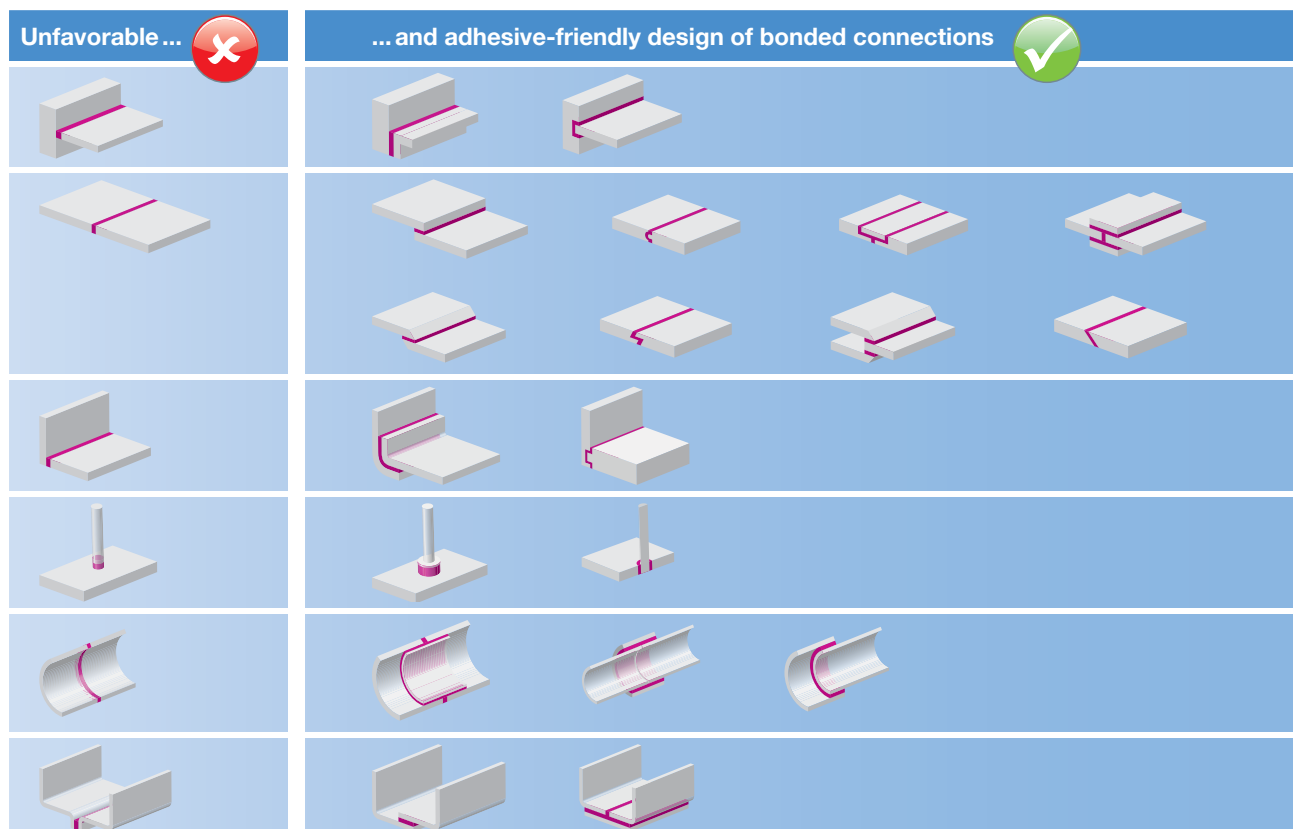 Unfavorable ...
... and adhesive-friendly design of bonded connections